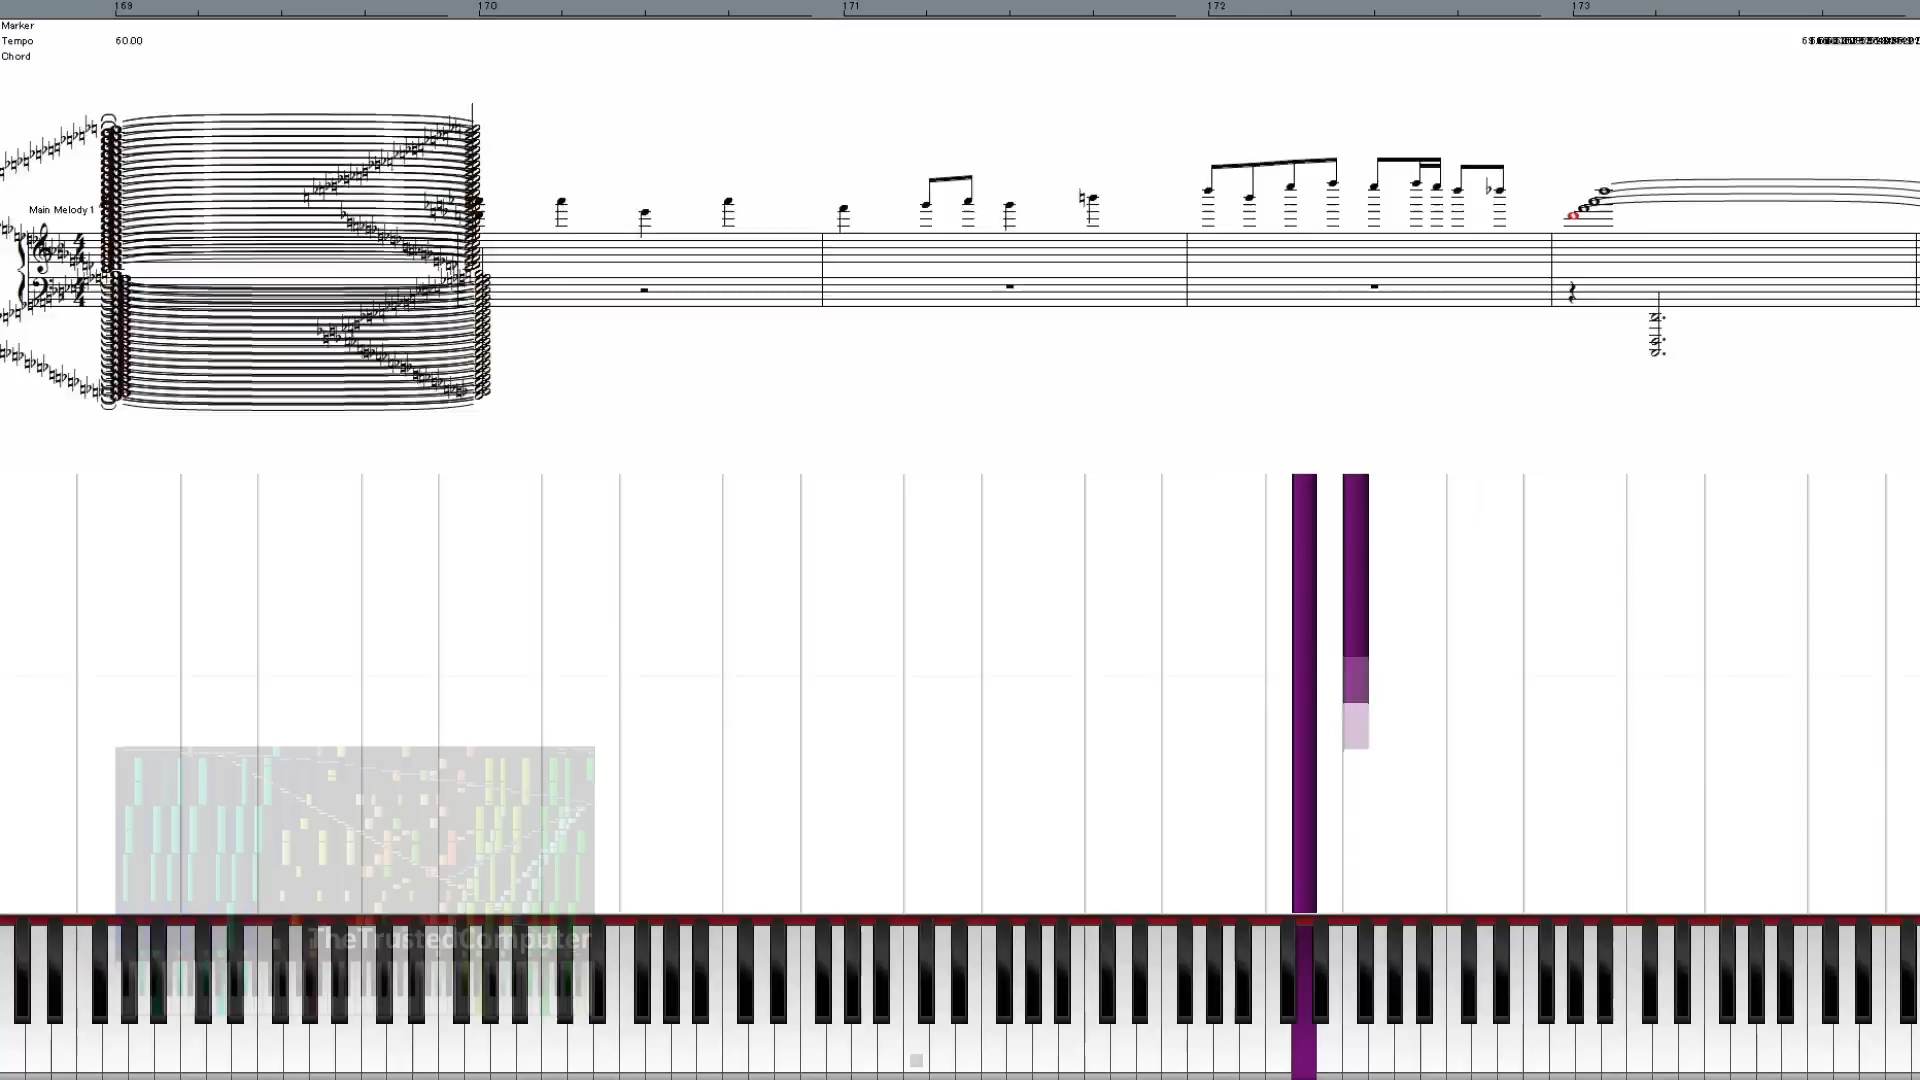 169 170 171 172 173
Marker
Tempo 60.00
Chord
Main Melody 1
TheTrustedComputer